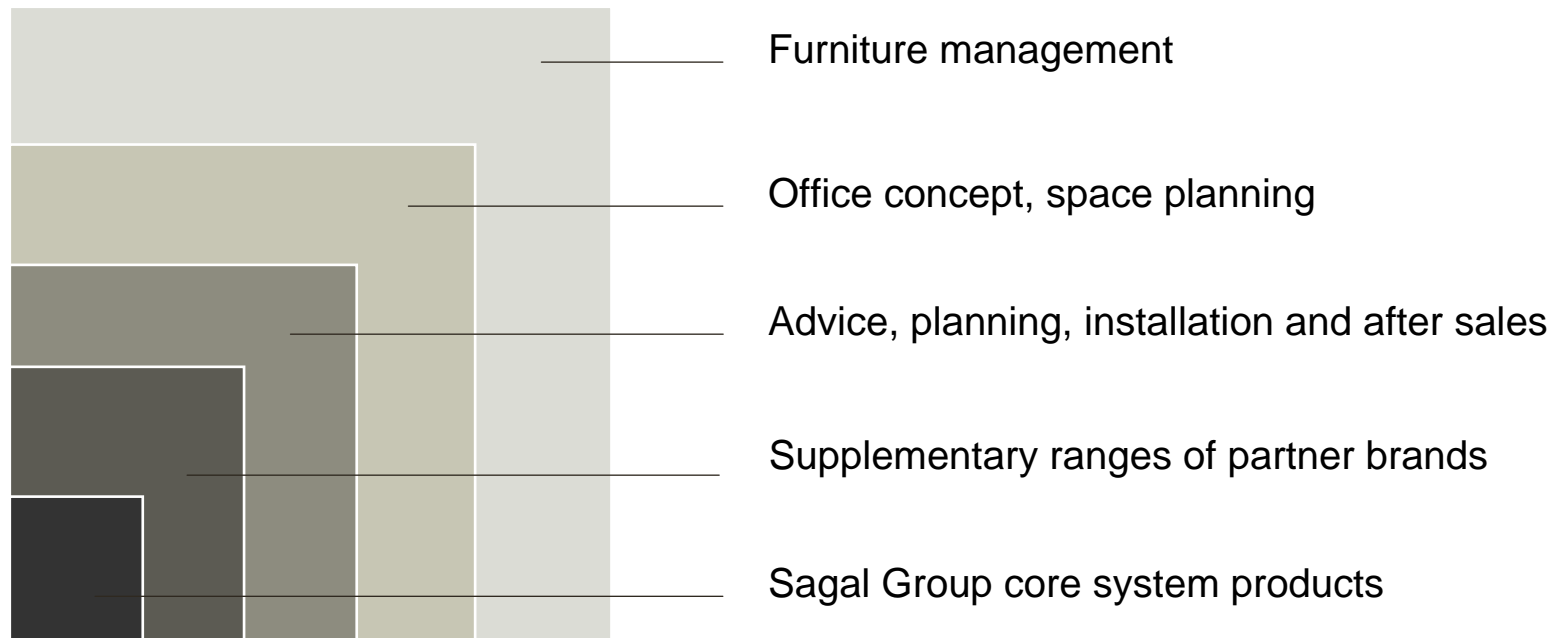 Furniture management
Office concept, space planning
Advice, planning, installation and after sales
Supplementary ranges of partner brands
Sagal Group core system products